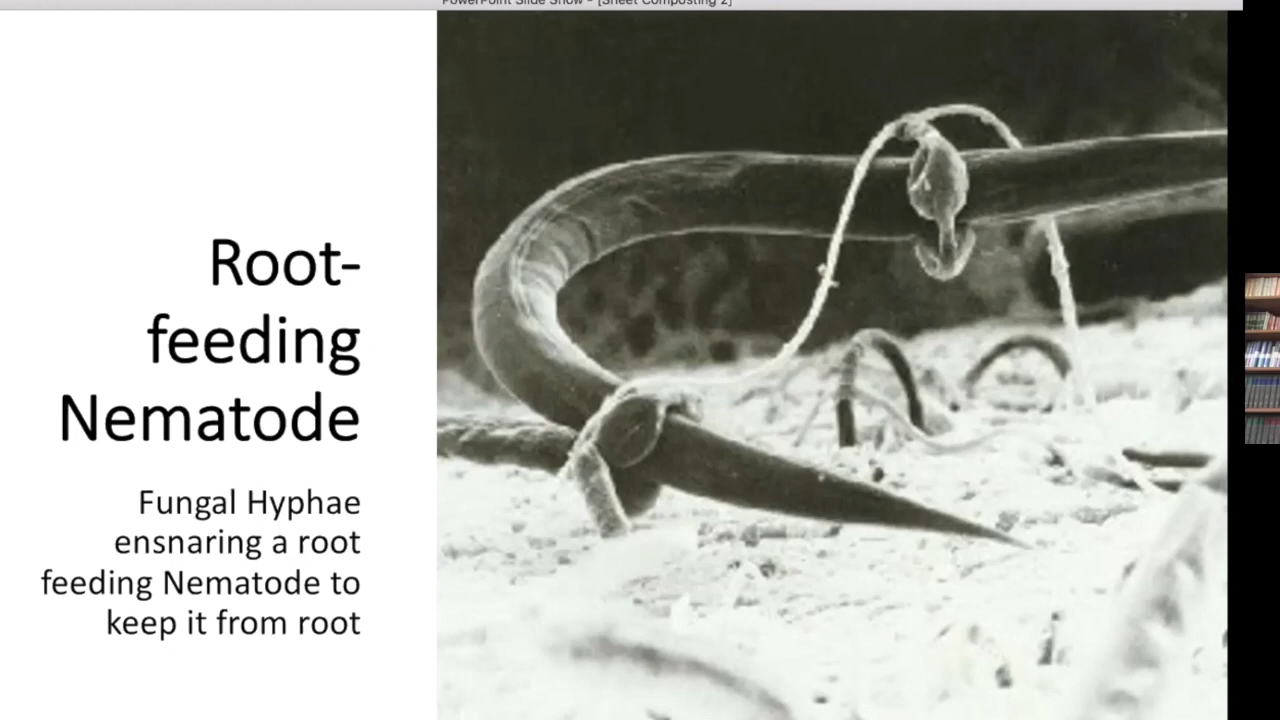 PowerPoint Slide Show - [Sheet Composting 2]
Root-
feeding
Nematode
Fungal Hyphae
ensnaring a root
feeding Nematode to
keep it from root